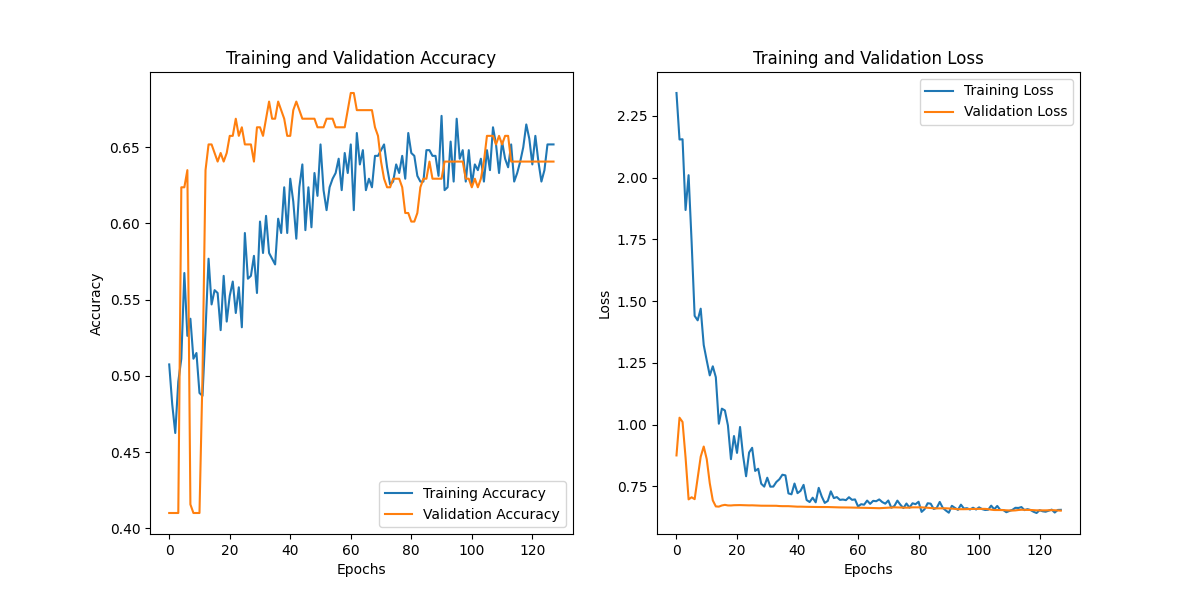 Training and Validation Accuracy
Accuracy
0.65
0.60
0.55
0.50
0.45
0.40
Training Accuracy
Validation Accuracy
0 20 40 60 80 100 120
Epochs
Training and Validation Loss
Loss
2.25
2.00
1.75
1.50
1.25
1.00
0.75
Training Loss
Validation Loss
0 20 40 60 80 100 120
Epochs